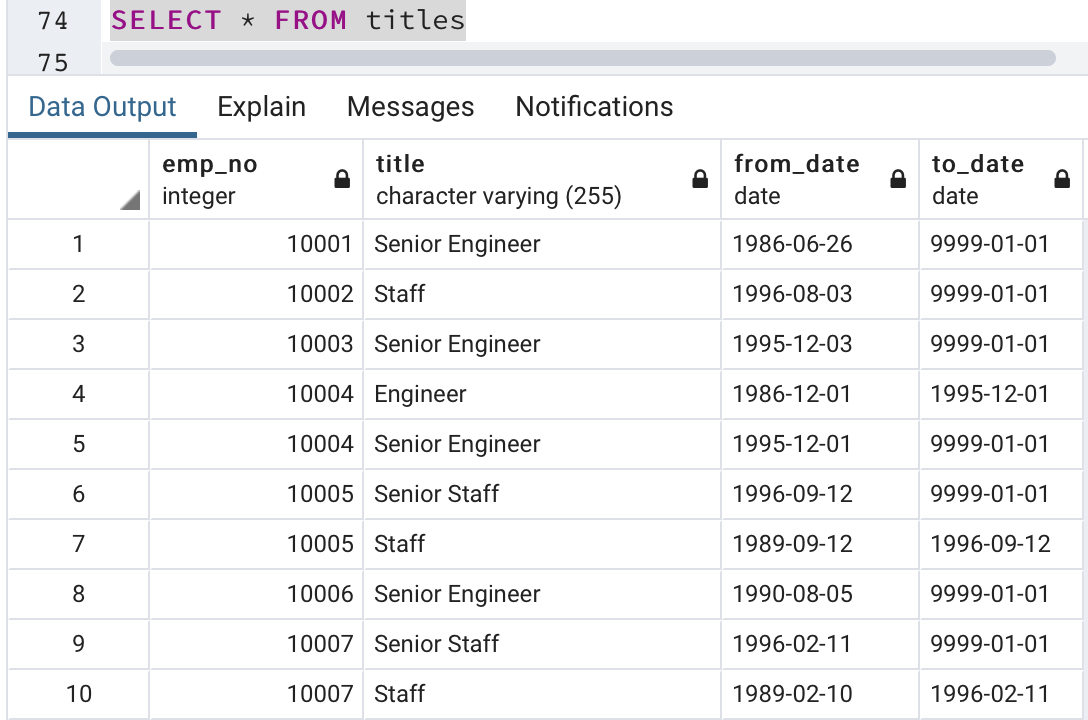 74 SELECT * FROM titles
75
Data Output Explain Messages Notifications
emp_no title from_date to_date
integer character varying (255) date date
1 10001 Senior Engineer 1986-06-26 9999-01-01
2 10002 Staff 1996-08-03 9999-01-01
3 10003 Senior Engineer 1995-12-03 9999-01-01
4 10004 Engineer 1986-12-01 1995-12-01
5 10004 Senior Engineer 1995-12-01 9999-01-01
6 10005 Senior Staff 1996-09-12 9999-01-01
7 10005 Staff 1989-09-12 1996-09-12
8 10006 Senior Engineer 1990-08-05 9999-01-01
9 10007 Senior Staff 1996-02-11 9999-01-01
10 10007 Staff 1989-02-10 1996-02-11